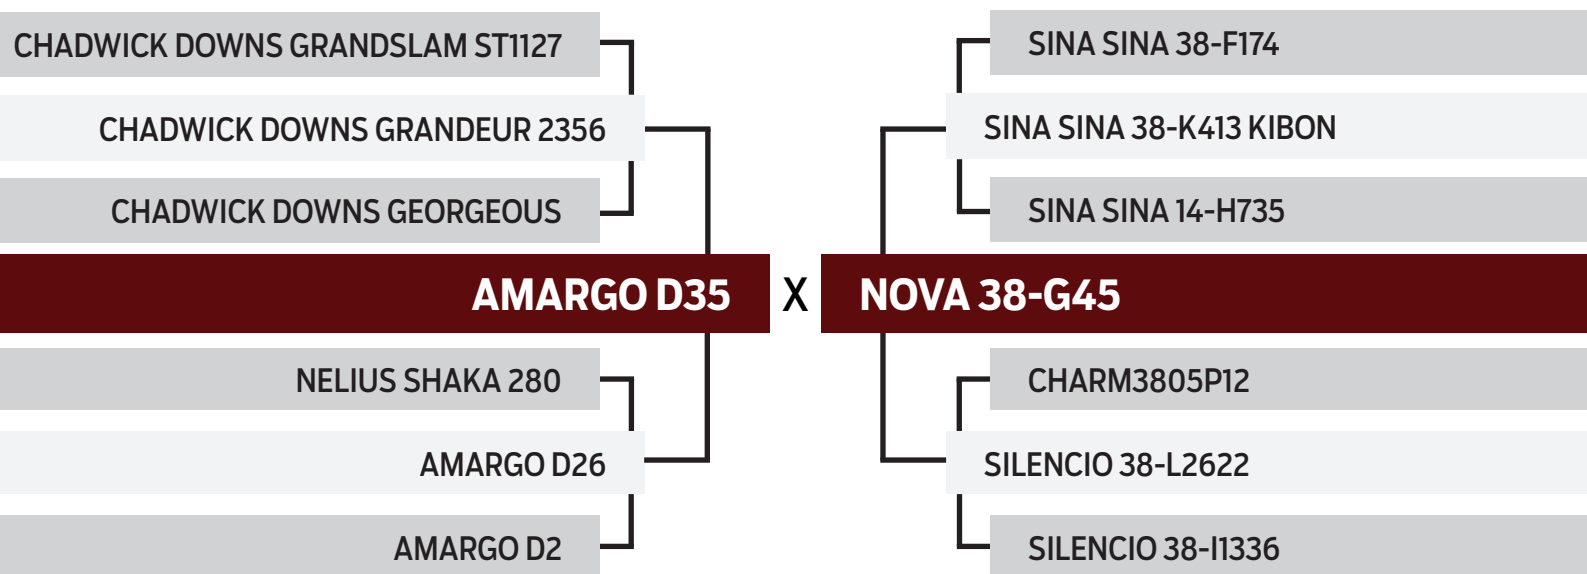 CHADWICK DOWNS GRANDSLAM ST1127
CHADWICK DOWNS GRANDEUR 2356
CHADWICK DOWNS GEORGEOUS
AMARGO D35
NELIUS SHAKA 280
AMARGO D26
AMARGO D2
X
SINA SINA 38-F174
SINA SINA 38-K413 KIBON
SINA SINA 14-H735
NOVA 38-G45
CHARM3805P12
SILENCIO 38-L2622
SILENCIO 38-I1336